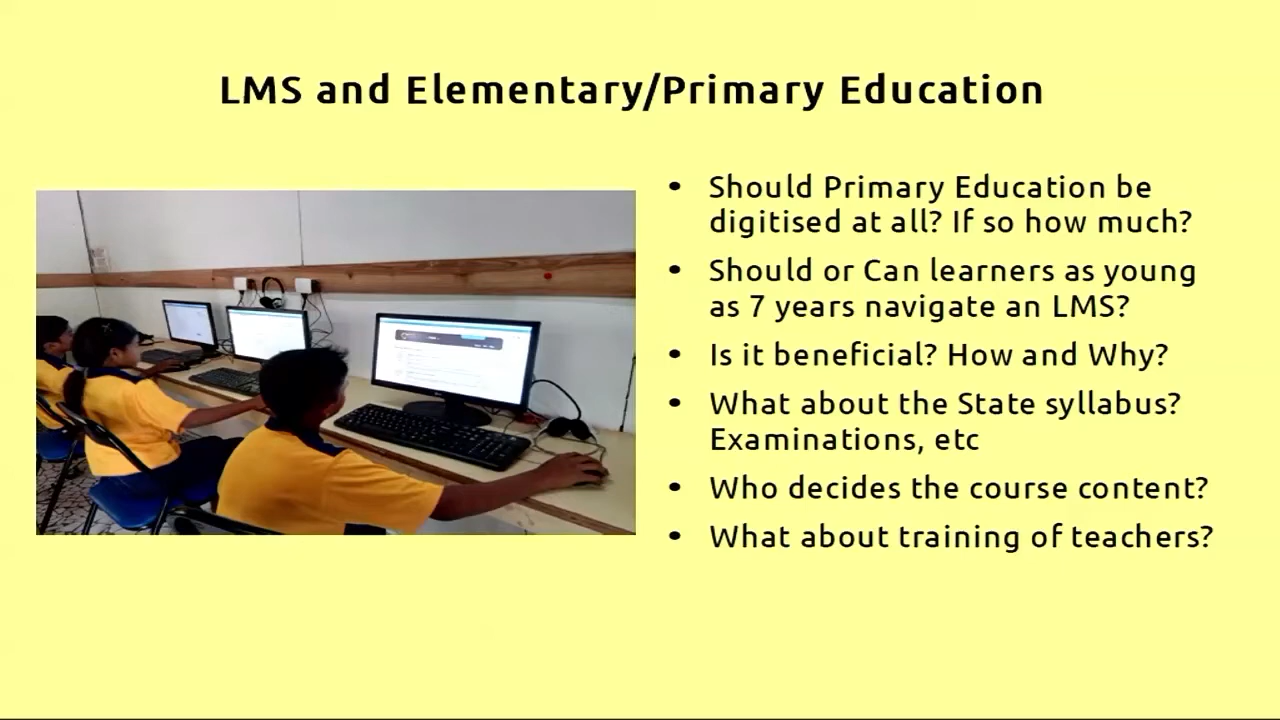 LMS and Elementary/Primary Education
• Should Primary Education be
digitised at all? If so how much?
• Should or Can learners as young
as 7 years navigate an LMS?
• Is it beneficial? How and Why?
• What about the State syllabus?
Examinations, etc
• Who decides the course content?
• What about training of teachers?